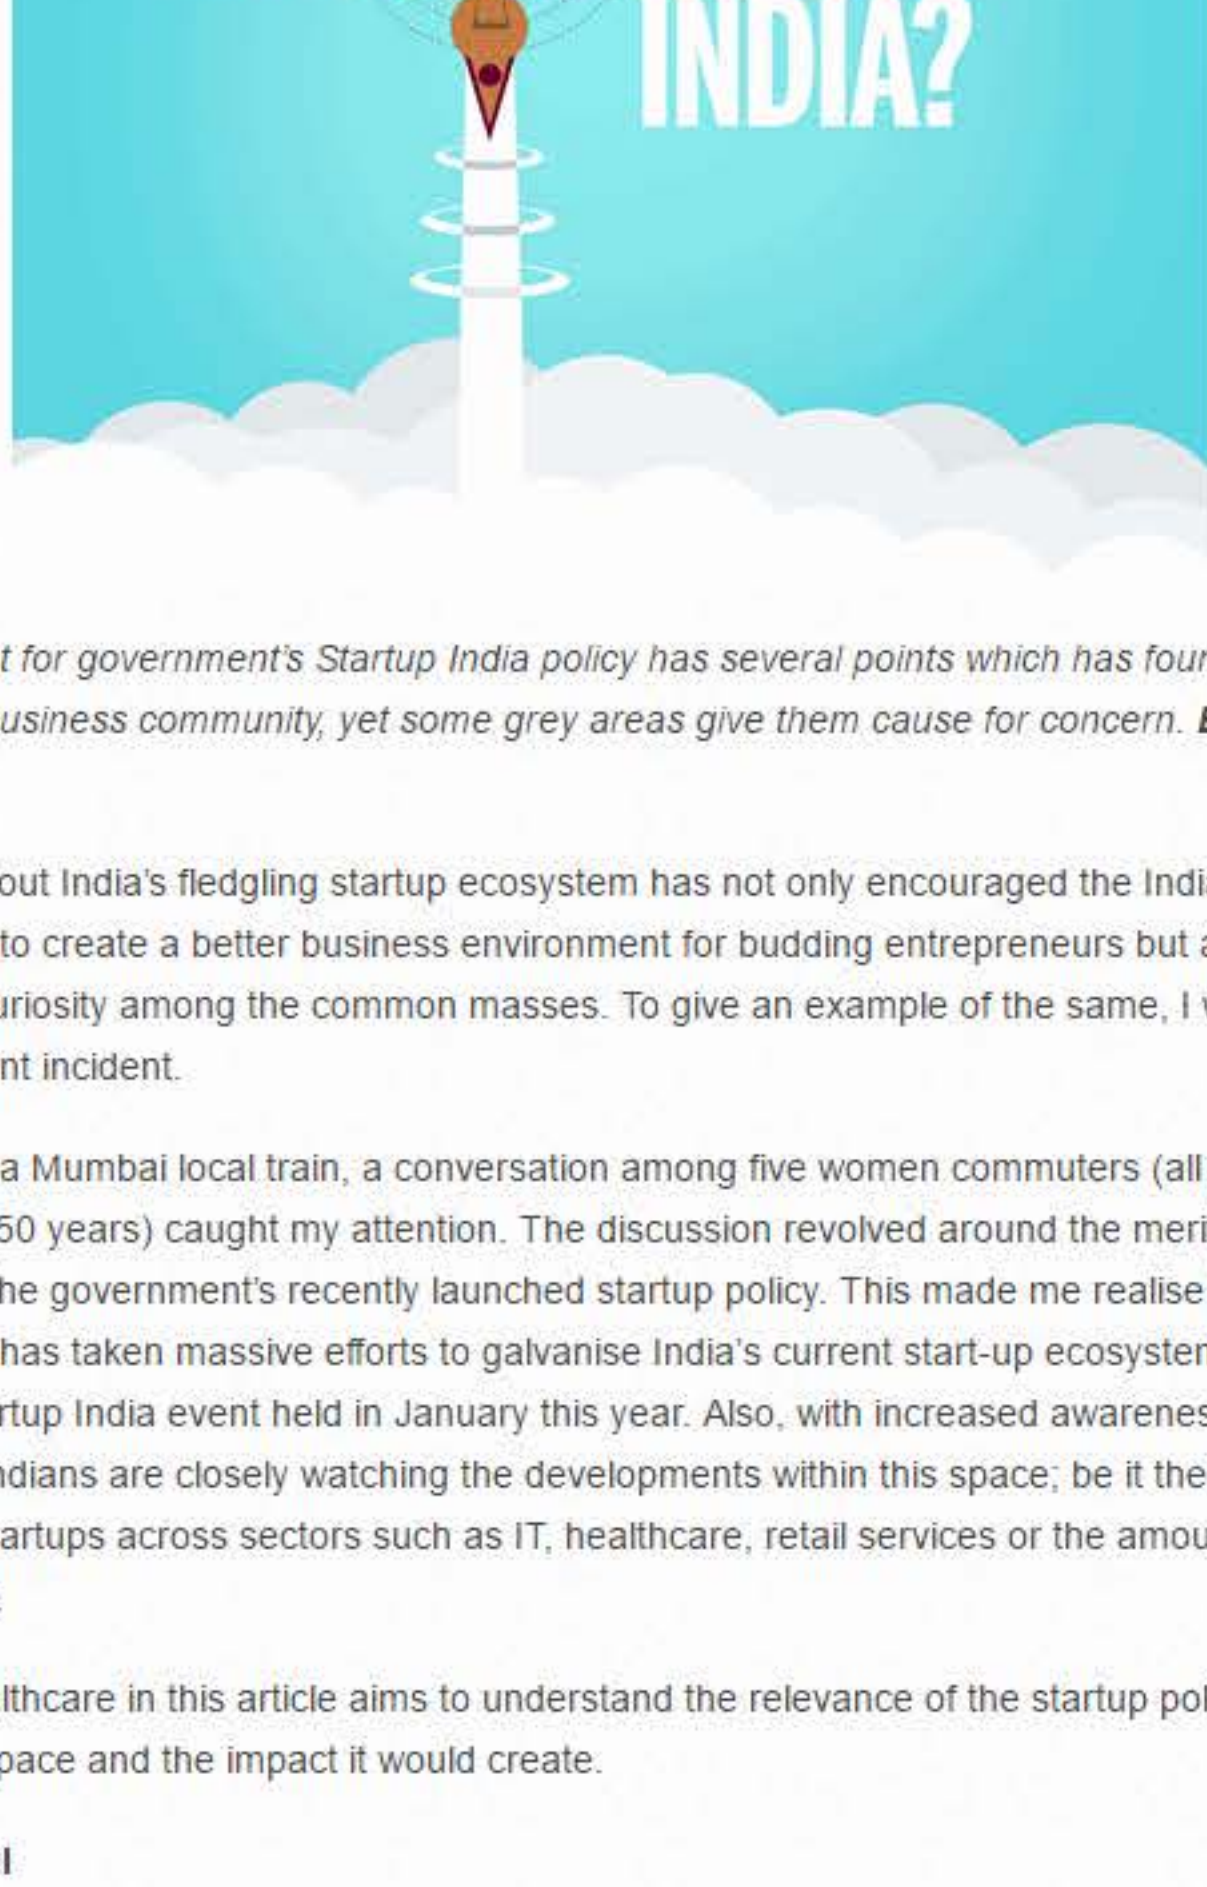 INDIA?
t for government's Startup India policy has several points which has four
usiness community, yet some grey areas give them cause for concern.
out India's fledgling startup ecosystem has not only encouraged the Indi
to create a better business environment for budding entrepreneurs but a
uriosity among the common masses. To give an example of the same, I
nt incident.
a Mumbai local train, a conversation among five women commuters (all
50 years) caught my attention. The discussion revolved around the meri
he government's recently launched startup policy. This made me realise
has taken massive efforts to galvanise India's current start-up ecosyster
rtup India event held in January this year. Also, with increased awarenes
ndians are closely watching the developments within this space; be it the
artups across sectors such as IT, healthcare, retail services or the amou
lthcare in this article aims to understand the relevance of the startup pol
pace and the impact it would create.